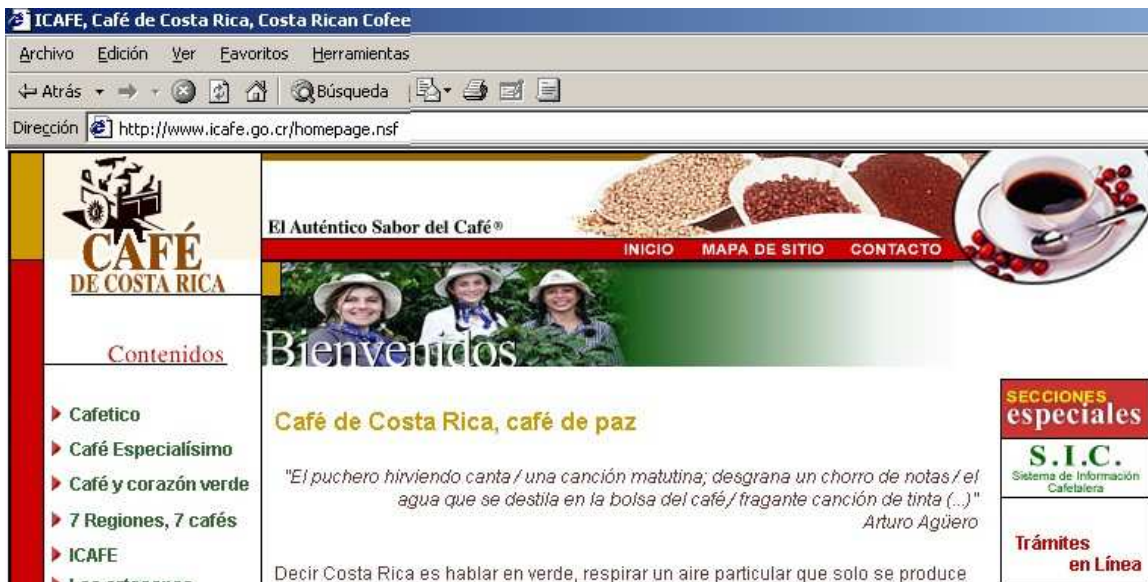 ICAFE, Café de Costa Rica, Costa Rican Cofee
Archivo Edición Ver Favoritos Herramientas
Atrás Búsqueda
Dirección http://www.icafe.go.cr/homepage.nsf
CAFÉ
DE COSTA RICA
El Auténtico Sabor del Café®
INICIO MAPA DE SITIO CONTACTO
Bienvenidos
Contenidos
Cafetico
Café Especialísimo
Café y corazón verde
7 Regiones, 7 cafés
ICAFE
Café de Costa Rica, café de paz
"El puchero hirviendo canta / una canción matutina; desgrana un chorro de notas / el
agua que se destila en la bolsa del café,/ fragante canción de tinta (...)"
Arturo Agüero
Decir Costa Rica es hablar en verde, respirar un aire particular que solo se produce
SECCIONES
especiales
S.I.C.
Sistema de Información
Cafetalera
Trámites
en Línea